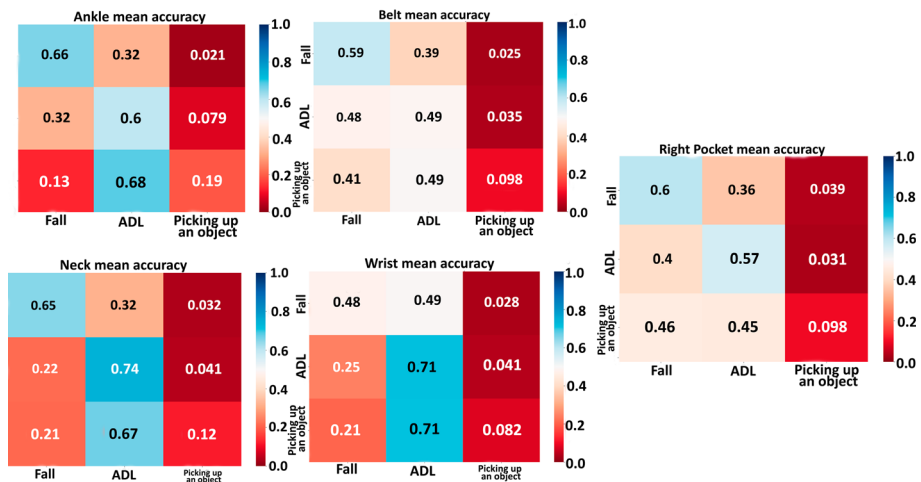 Ankle mean accuracy
0.66 0.32 0.021
0.32 0.6 0.079
0.13 0.68 0.19
Fall ADL Picking up
an object
1.0
0.8
0.6
0.4
0.2
0.0
Belt mean accuracy
Fall
0.59 0.39 0.025
ADL
0.48 0.49 0.035
Picking up
an object
0.41 0.49 0.098
Fall ADL Picking up
an object
1.0
0.8
0.6
0.4
0.2
0.0
Right Pocket mean accuracy
Fall
0.6 0.36 0.039
ADL
0.4 0.57 0.031
Picking up
an object
0.46 0.45 0.098
Fall ADL Picking up
an object
1.0
0.8
0.6
0.4
0.2
0.0
Neck mean accuracy
0.65 0.32 0.032
0.22 0.74 0.041
0.21 0.67 0.12
Fall ADL Picking up
an object
1.0
0.8
0.6
0.4
0.2
0.0
Wrist mean accuracy
Fall
0.48 0.49 0.028
ADL
0.25 0.71 0.041
Picking up
an object
0.21 0.71 0.082
Fall ADL Picking up
an object
1.0
0.8
0.6
0.4
0.2
0.0